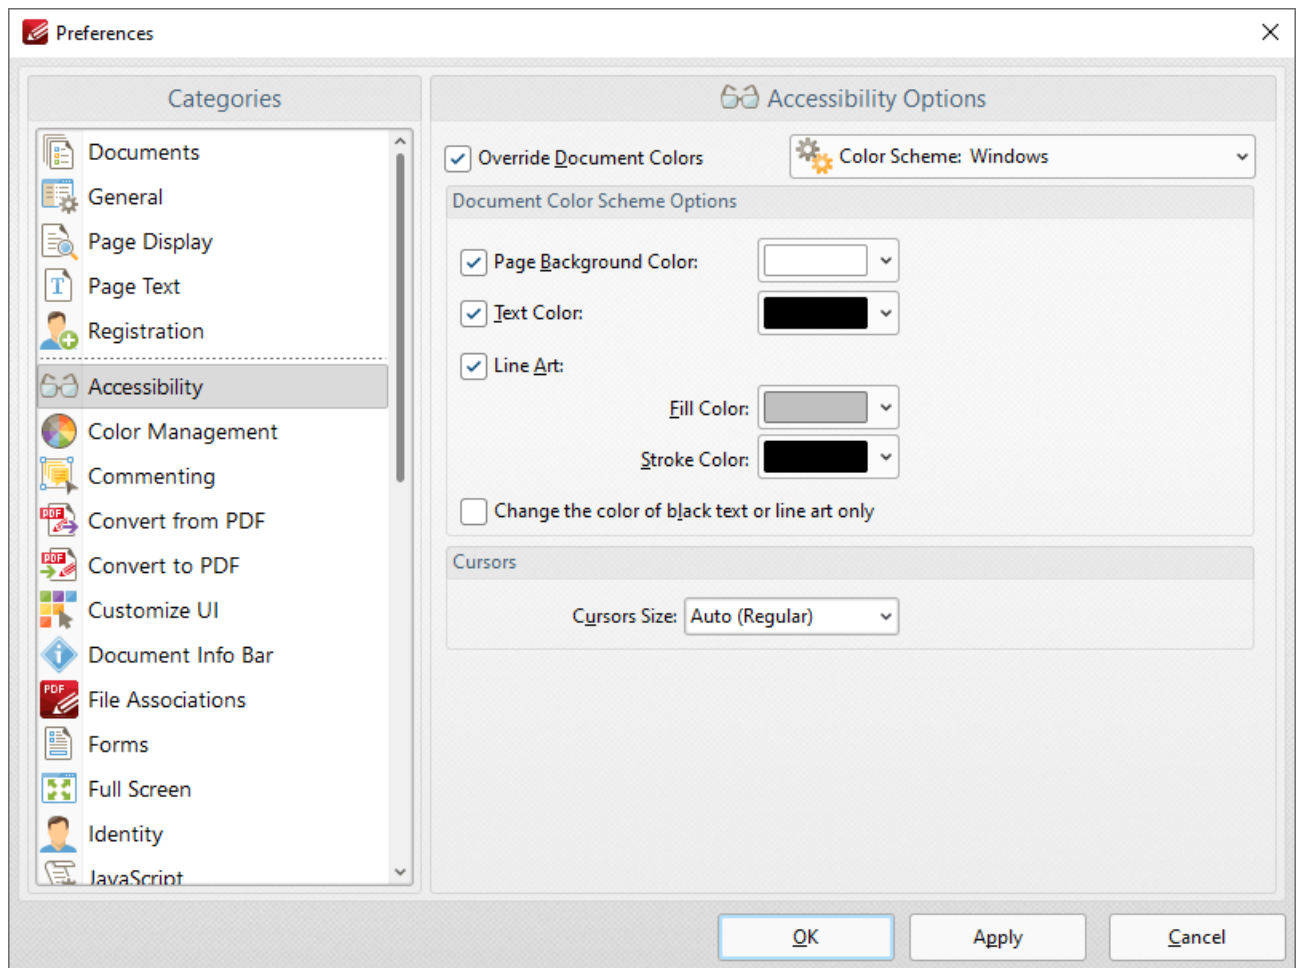 Preferences
Categories
Documents
General
Page Display
Page Text
Registration
Accessibility
Color Management
Commenting
PDF
Convert from PDF
PDF
Convert to PDF
Customize UI
Document Info Bar
PDF
File Associations
Forms
Full Screen
Identity
JavaScript
Accessibility Options
Override Document Colors
Color Scheme: Windows
Document Color Scheme Options
Page Background Color:
Text Color:
Line Art:
Fill Color:
Stroke Color:
Change the color of black text or line art only
Cursors
Cursors Size: Auto (Regular)
OK Apply Cancel